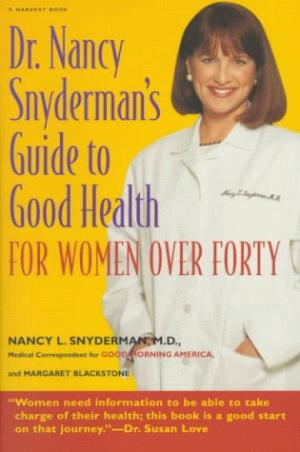 A HARVEST BOOK
Dr. Nancy
Snyderman's
Guide to
Good Health
FOR WOMEN OVER FORTY
Nancy L. Snyderman M.D.
NANCY L. SNYDERMAN, M.D.,
Medical Correspondent for GOOD MORNING AMERICA,
and MARGARET BLACKSTONE
"Women need information to be able to take
charge of their health; this book is a good start
on that journey."—Dr. Susan Love